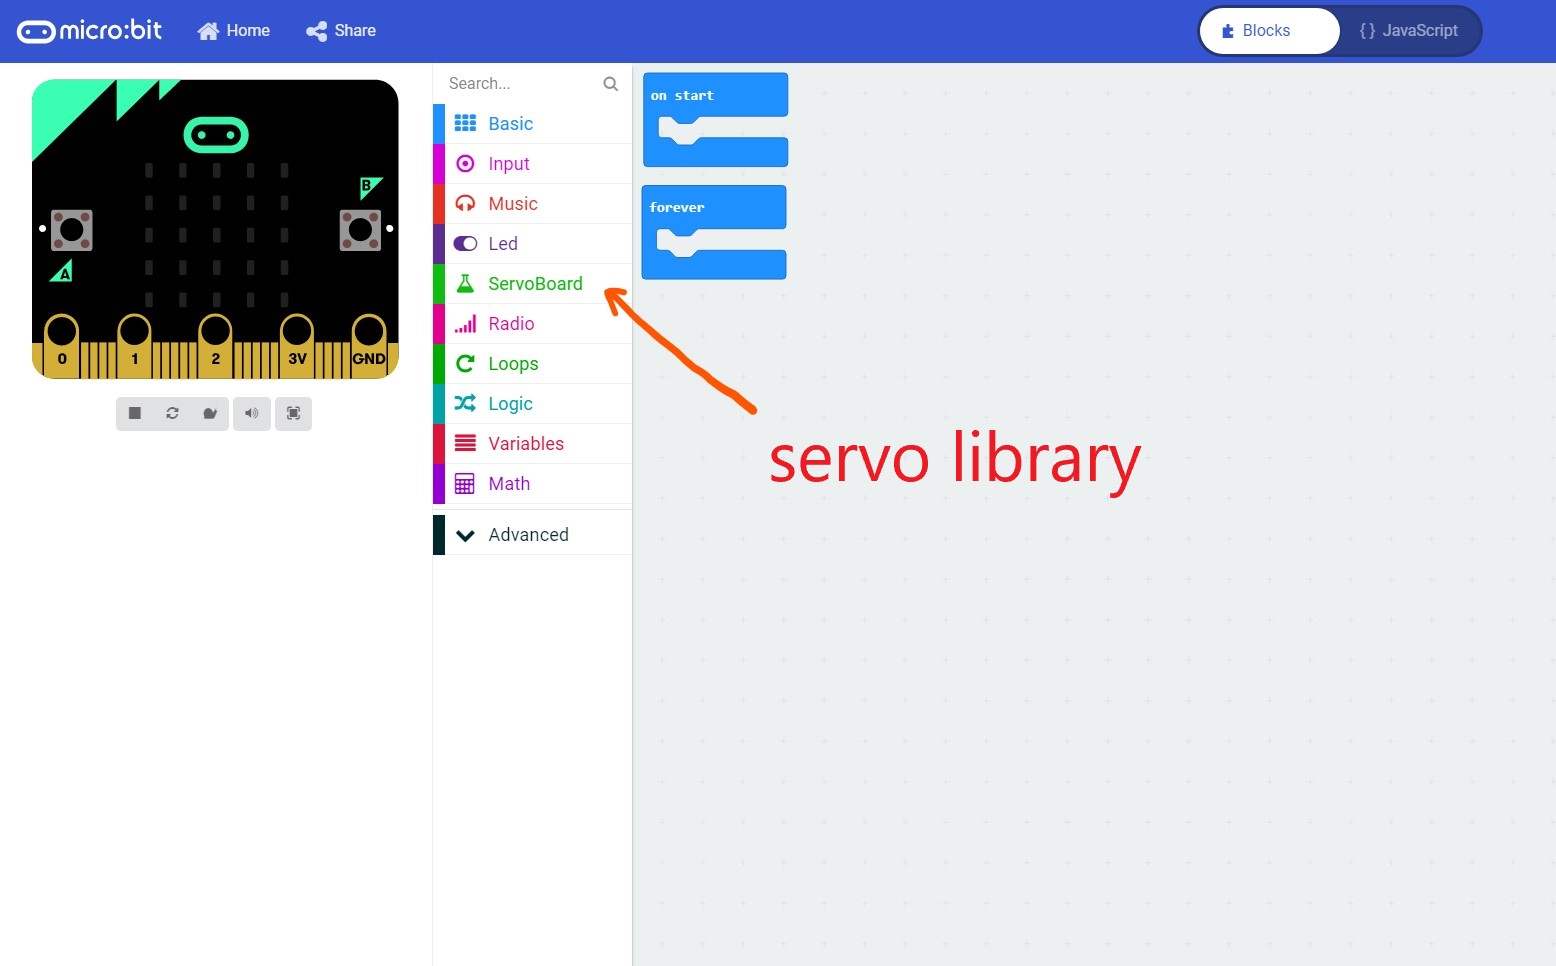 micro:bit
Home
Share
Blocks
{ } JavaScript
Search...
Basic
Input
Music
Led
ServoBoard
Radio
Loops
Logic
Variables
Math
Advanced
on start
forever
B
A
0 1 2 3V GND
servo library